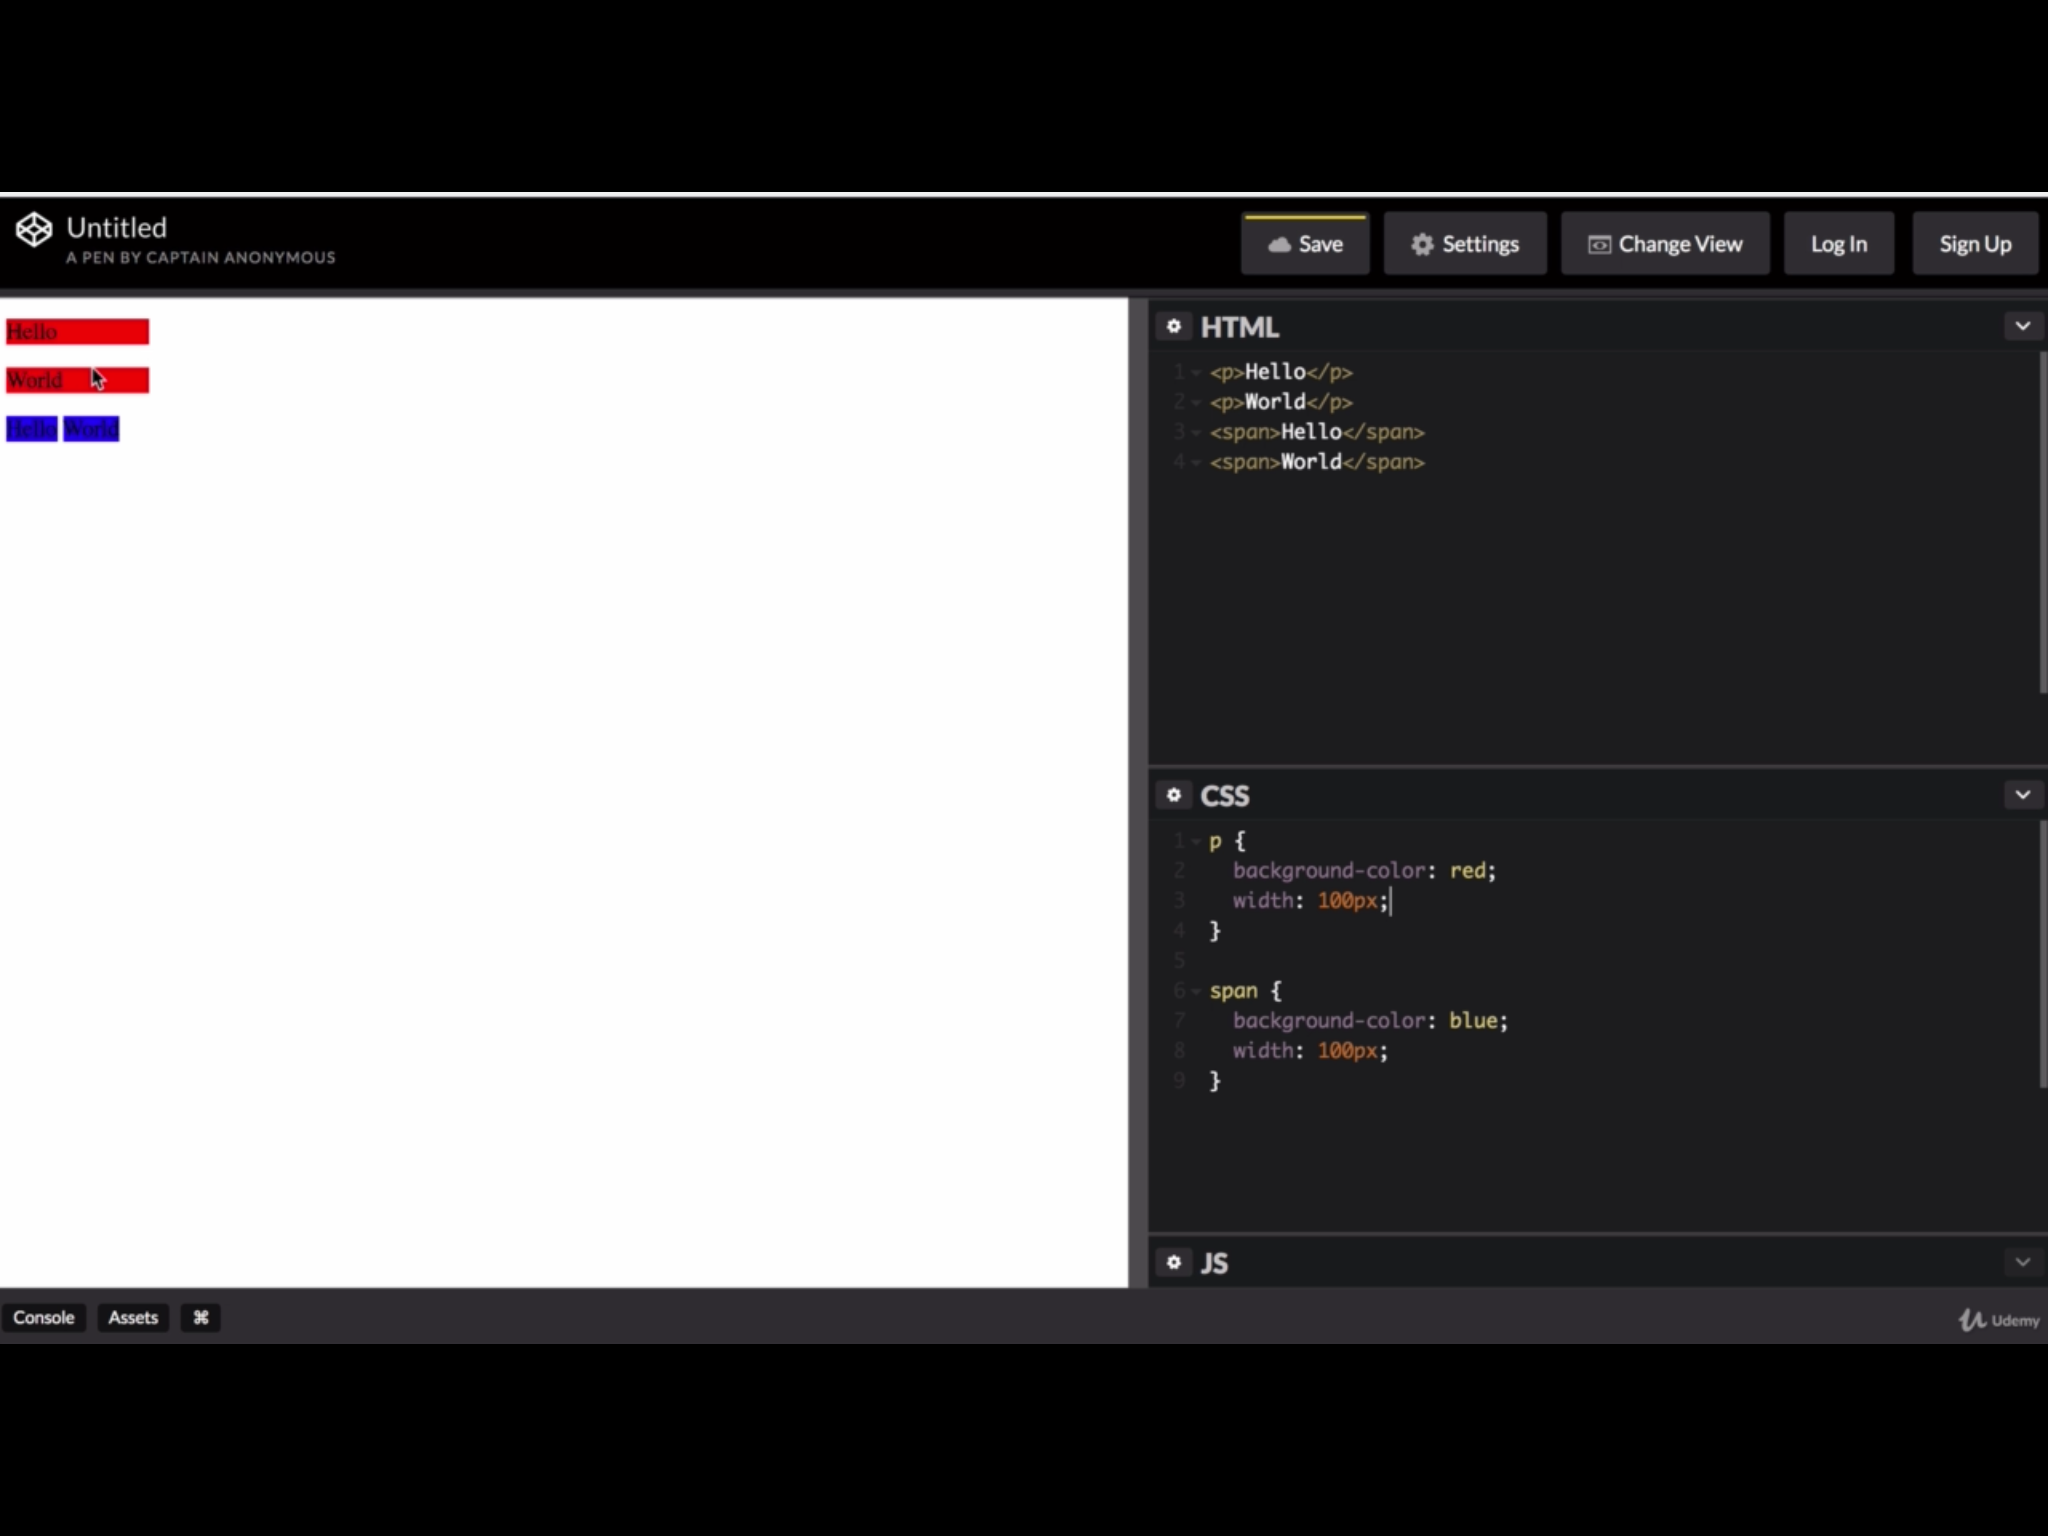 Untitled
A PEN BY CAPTAIN ANONYMOUS
Save
Settings
Change View
Log In
Sign Up
Hello
World
Hello World
HTML
1 <p>Hello</p>
2 <p>World</p>
3 <span>Hello</span>
4 <span>World</span>
CSS
1 p {
2 background-color: red;
3 width: 100px;
4 }
5
6 span {
7 background-color: blue;
8 width: 100px;
9 }
JS
Console
Assets
⌘
Udemy